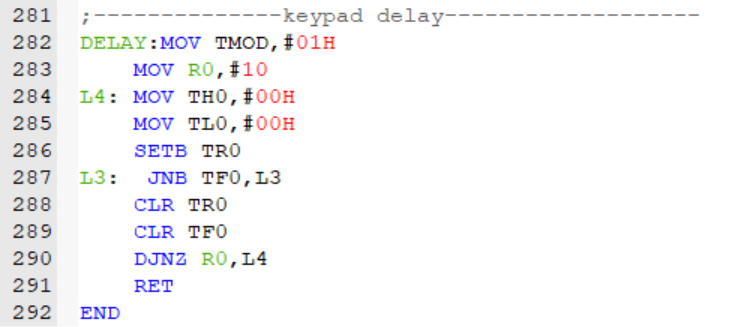 281 ;--------------keypad delay-------------------
282 DELAY:MOV TMOD,#01H
283 MOV R0,#10
284 L4: MOV TH0,#00H
285 MOV TL0,#00H
286 SETB TR0
287 L3: JNB TF0,L3
288 CLR TR0
289 CLR TF0
290 DJNZ R0,L4
291 RET
292 END